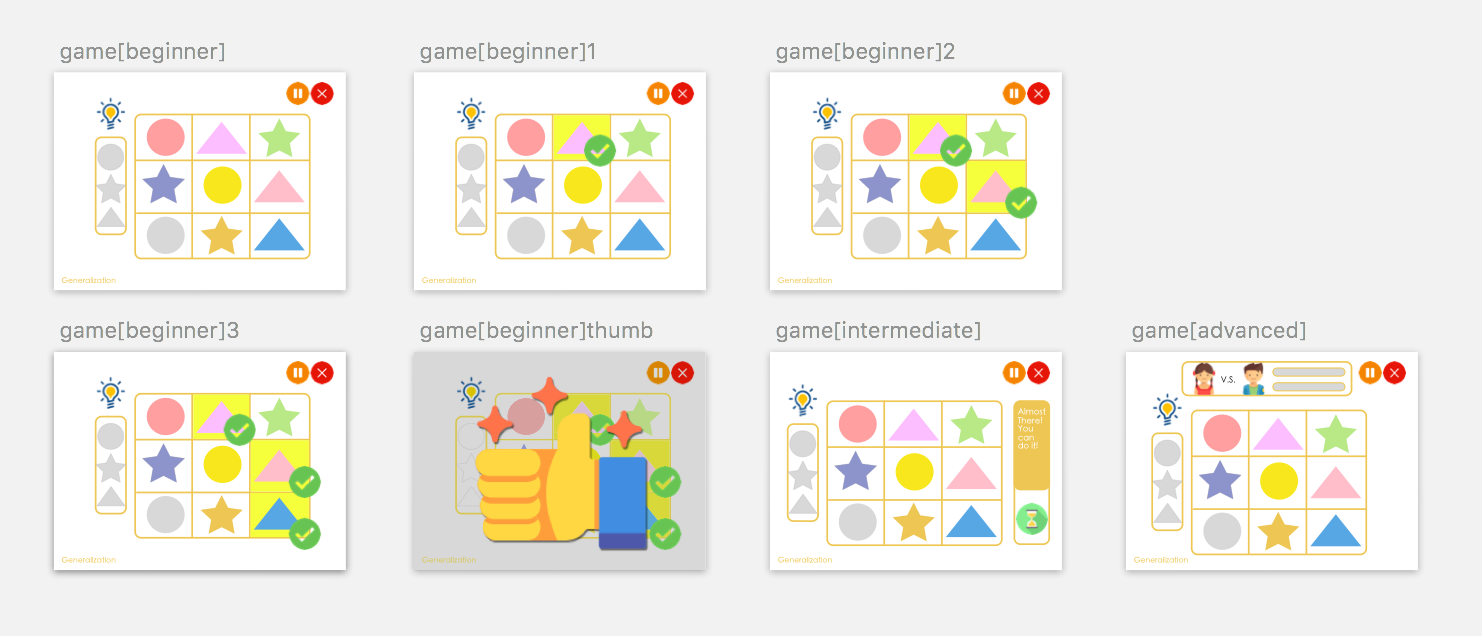 game[beginner]
game[beginner]1
game[beginner]2
Generalization
Generalization
Generalization
game[beginner]3
game[beginner]thumb
game[intermediate]
game[advanced]
V.S.
Almost
There!
You
can
do it!
Generalization
Generalization
Generalization
Generalization